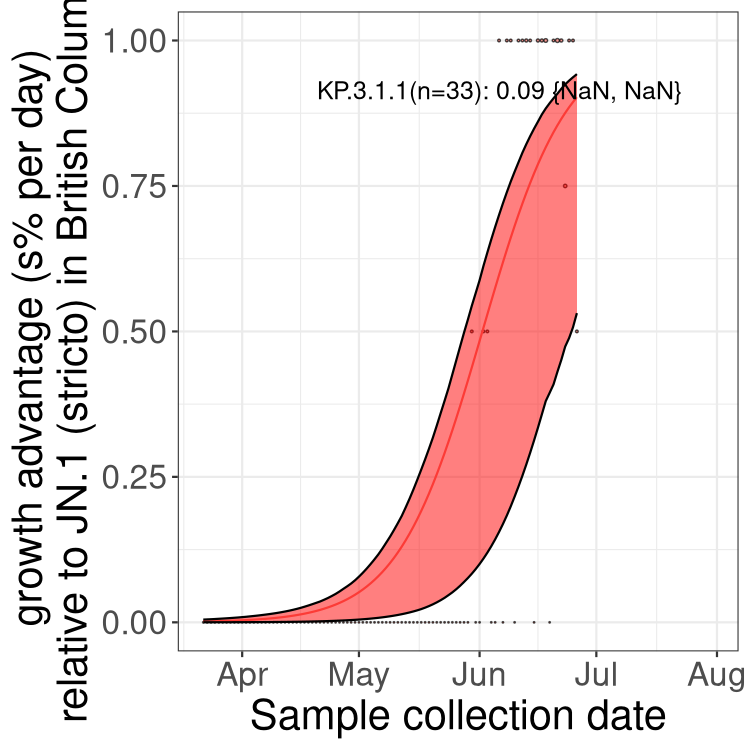 growth advantage (s% per day)
relative to JN.1 (stricto) in British Colum
1.00
0.75
0.50
0.25
0.00
KP.3.1.1(n=33): 0.09 {NaN, NaN}
Apr May Jun Jul Aug
Sample collection date